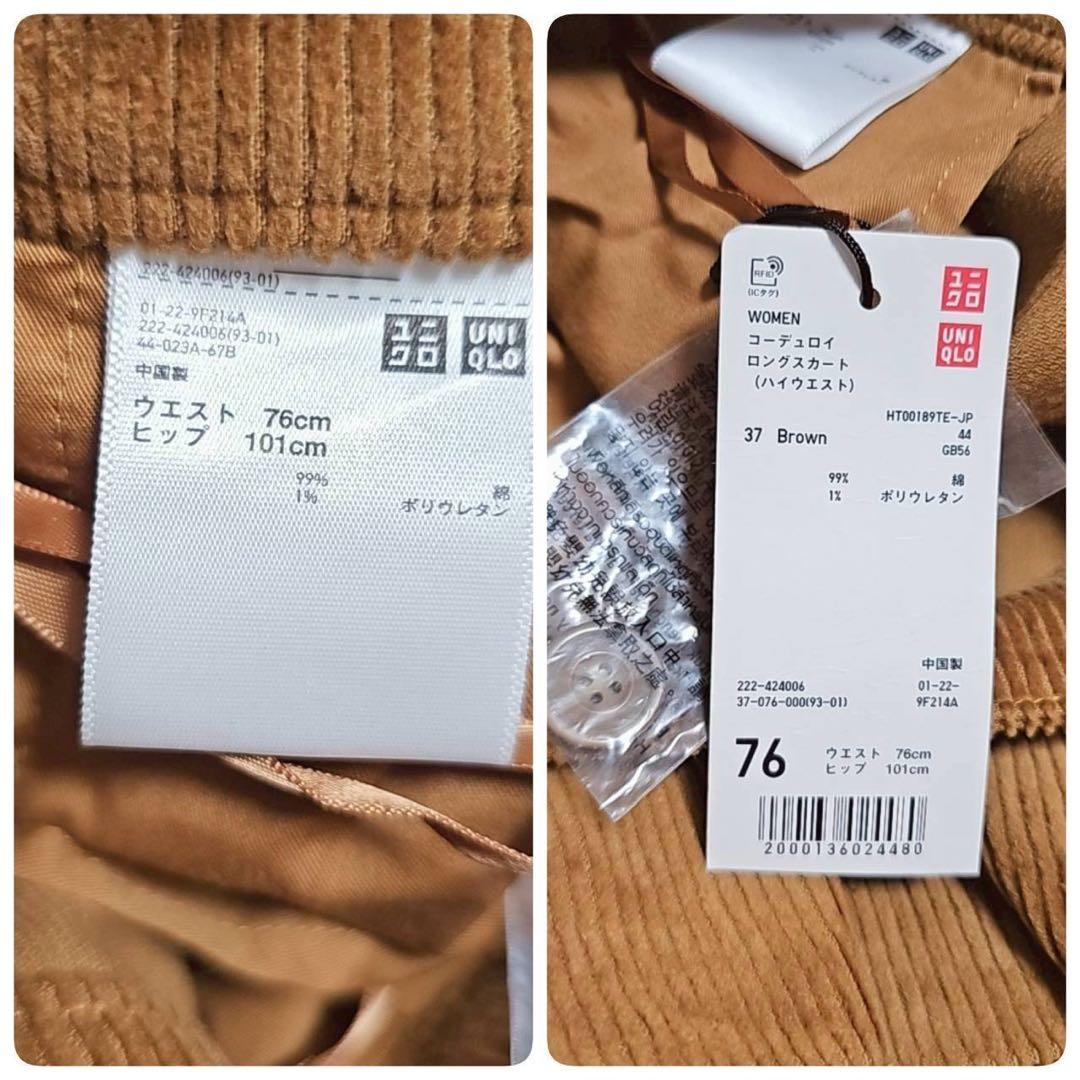 222-424006(93-01)
01-22-9F214A
222-424006(93-01)
44-023A-67B
ユニクロ
UNIQLO
中国製
ウエスト 76cm
ヒップ 101cm
99% 綿
1% ポリウレタン
RFID
(ICタグ)
ユニクロ
UNIQLO
WOMEN
コーデュロイ
ロングスカート
(ハイウエスト)
HT00189TE-JP
44
GB56
37 Brown
99% 綿
1% ポリウレタン
中国製
222-424006 01-22-
37-076-000(93-01) 9F214A
76 ウエスト 76cm
ヒップ 101cm
2000136024480